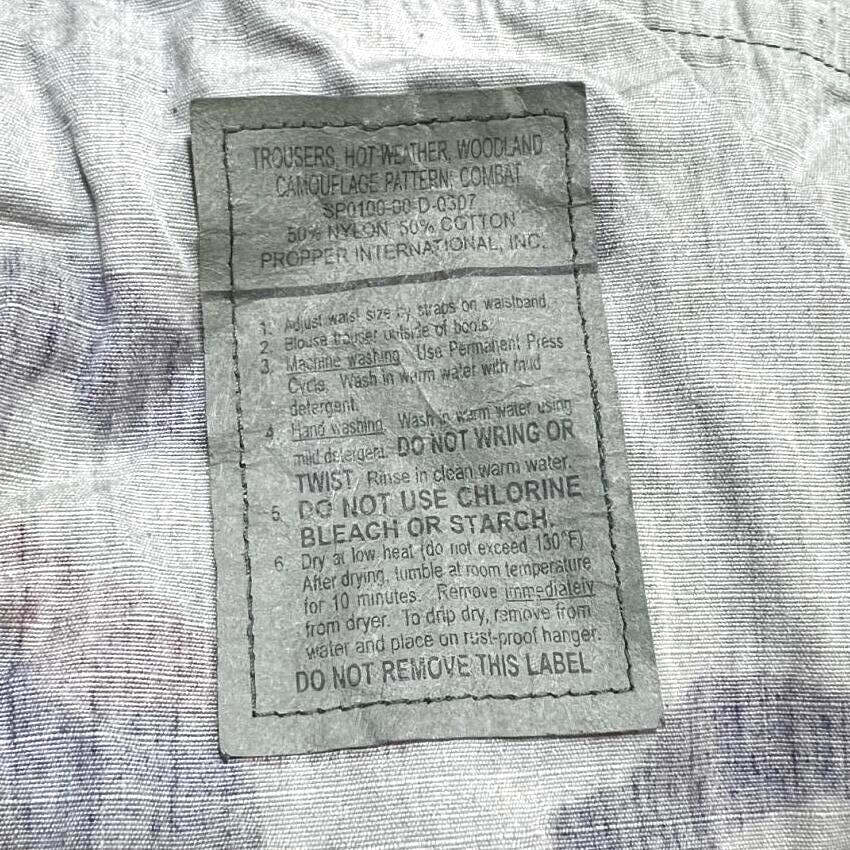 TROUSERS, HOT WEATHER, WOODLAND
CAMOUFLAGE PATTERN: COMBAT
SP0100-00-D-0307
50% NYLON, 50% COTTON
PROPPER INTERNATIONAL, INC.
1. Adjust waist size by straps on waistband.
2. Blouse trouser outside of boots.
3. Machine washing. Use Permanent Press
Cycle. Wash in warm water with mild
detergent.
4. Hand washing. Wash in warm water using
mild detergent. DO NOT WRING OR
TWIST. Rinse in clean warm water.
5. DO NOT USE CHLORINE
BLEACH OR STARCH.
6. Dry at low heat (do not exceed 130°F).
After drying, tumble at room temperature
for 10 minutes. Remove immediately
from dryer. To drip dry, remove from
water and place on rust-proof hanger.
DO NOT REMOVE THIS LABEL